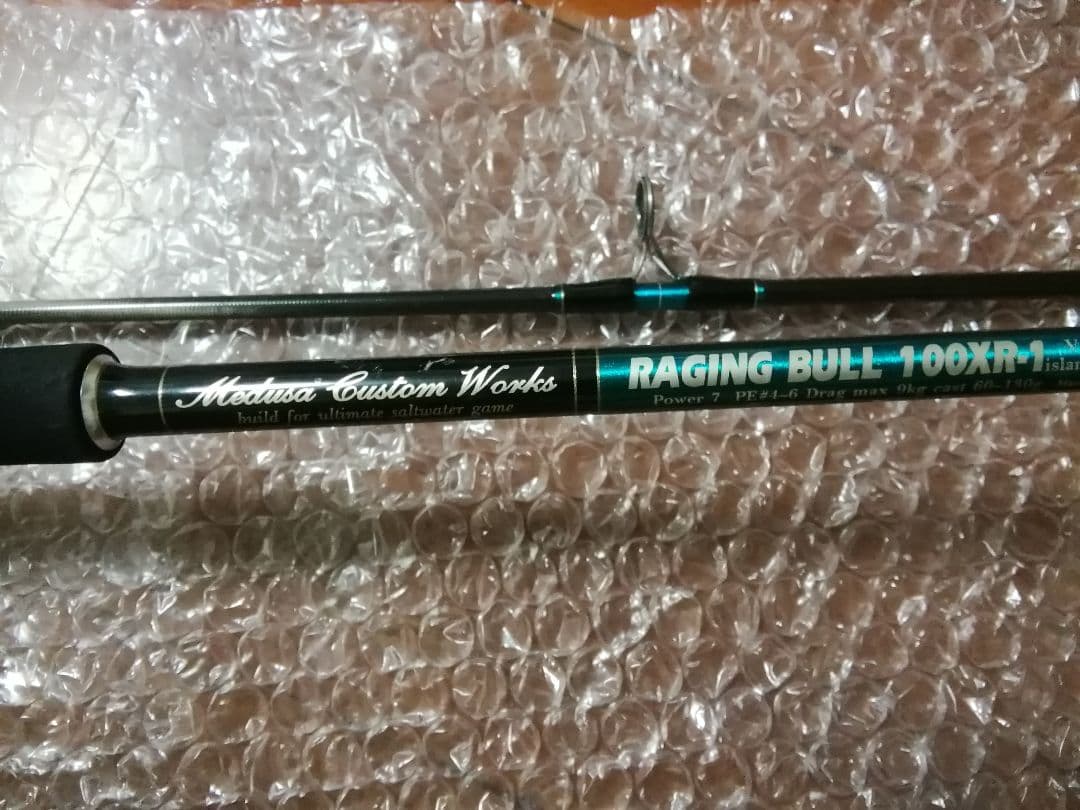 Medusa Custom Works
build for ultimate saltwater game
RAGING BULL 100XR-1
Power 7 PE#4-6 Drag max 9kg cast 60-130g